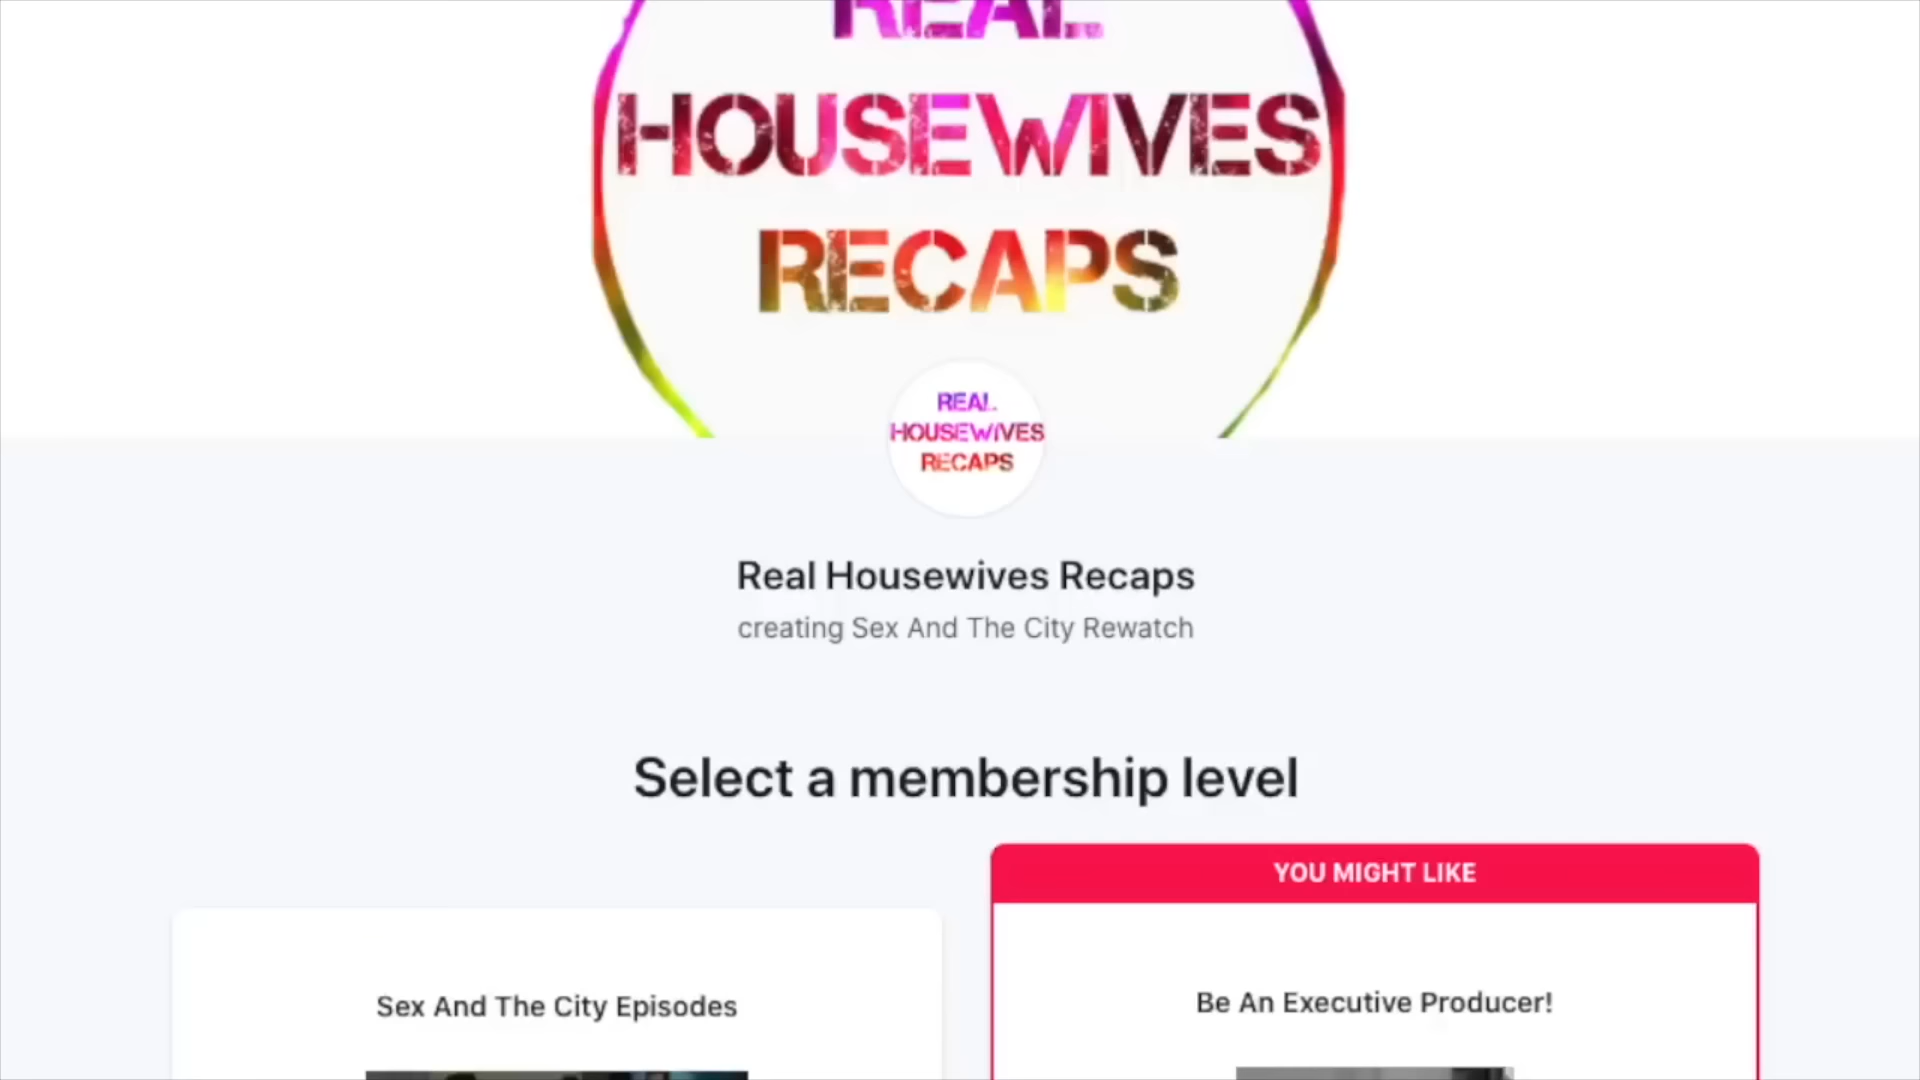 REAL
HOUSEWIVES
RECAPS
REAL
HOUSEWIVES
RECAPS
Real Housewives Recaps
creating Sex And The City Rewatch
Select a membership level
YOU MIGHT LIKE
Sex And The City Episodes
Be An Executive Producer!